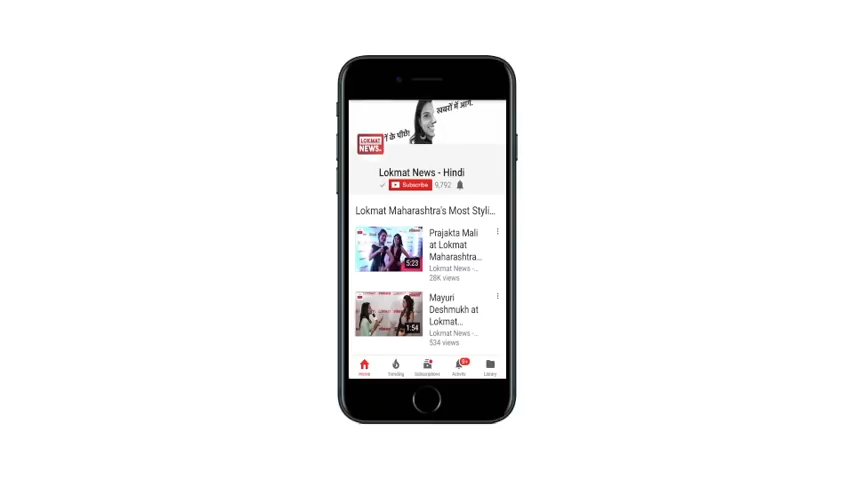 खबरों में आगे,
के पीछे!
LOKMAT
NEWS
Lokmat News - Hindi
Subscribe 9,792
Lokmat Maharashtra's Most Styli...
Prajakta Mali
at Lokmat
Maharashtra...
Lokmat News -...
28K views
5:23
Mayuri
Deshmukh at
Lokmat...
Lokmat News -...
534 views
1:54
Home Trending Subscriptions Activity Library
9+